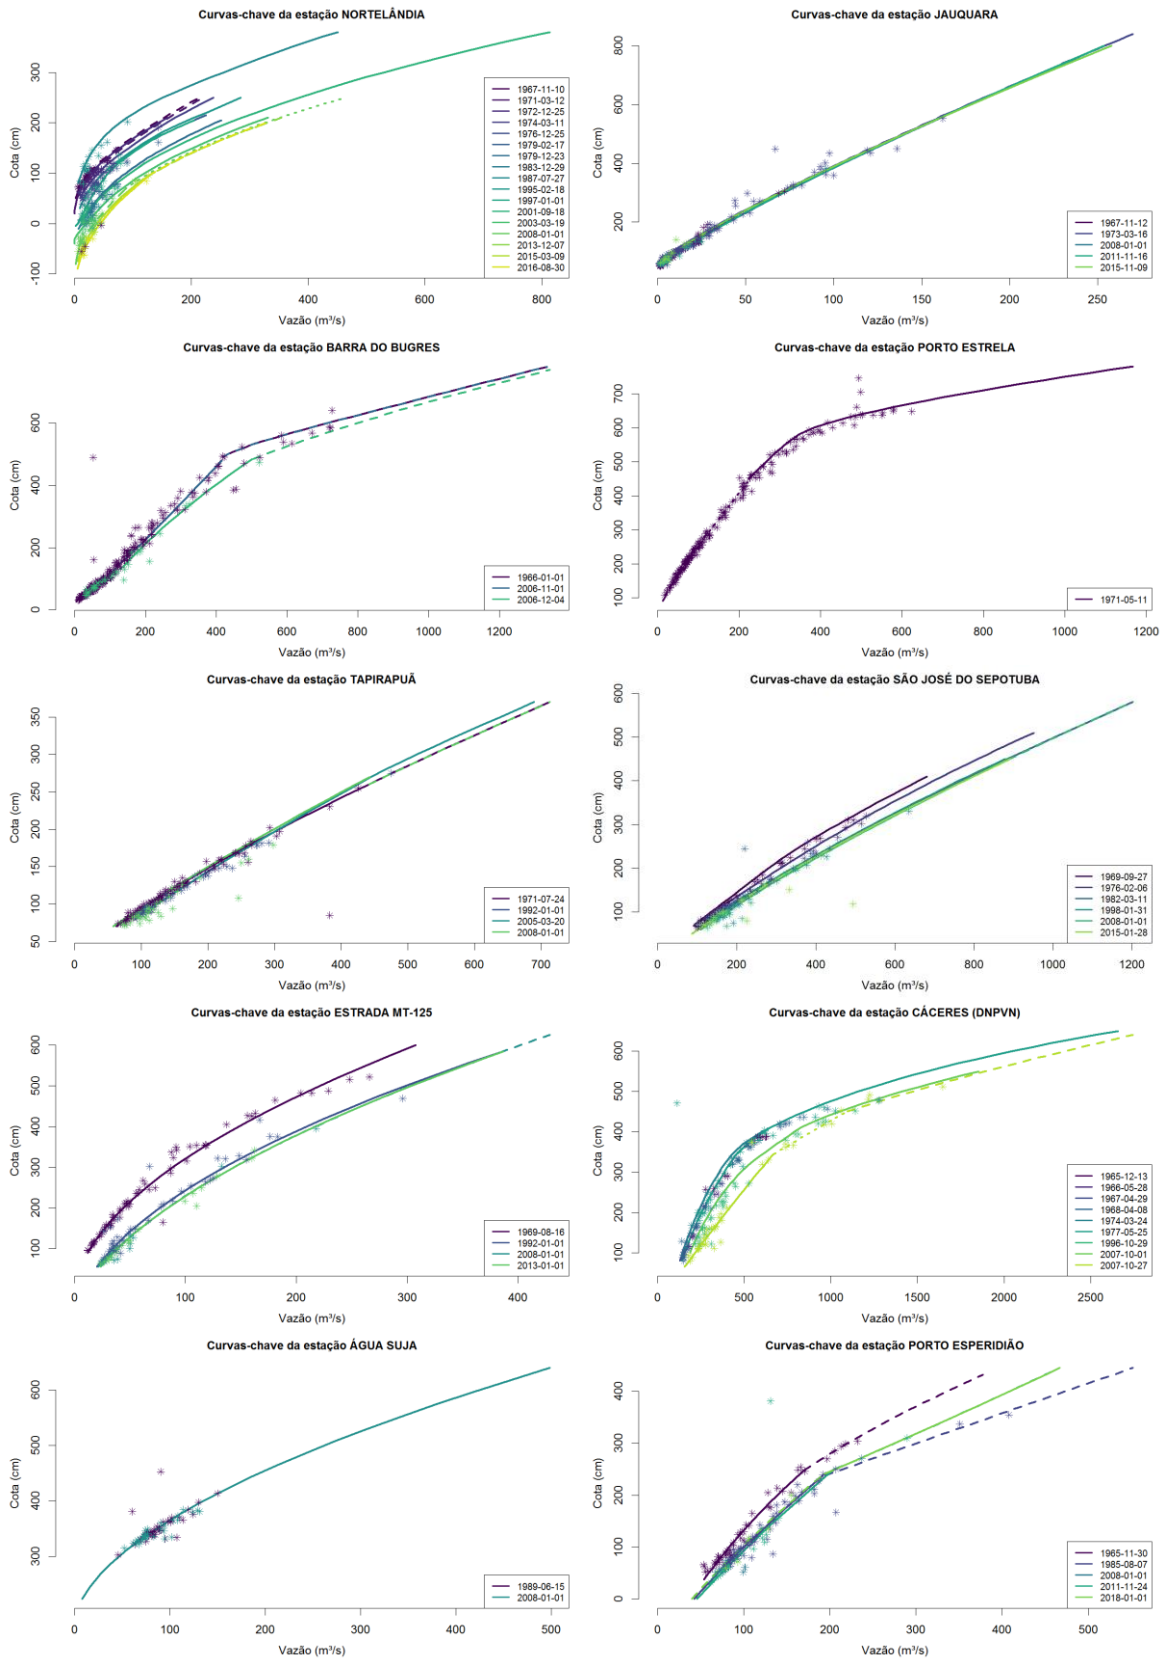 Curvas-chave da estação NORTELÂNDIA
Cota (cm)
300
200
100
0
-100
0 200 400 600 800
Vazão (m³/s)
1967-11-10
1971-03-12
1972-12-25
1974-03-11
1976-12-25
1979-02-17
1979-12-23
1983-12-29
1987-07-27
1995-02-18
1997-01-01
2001-09-18
2003-03-19
2008-01-01
2013-12-07
2015-03-09
2016-08-30
Curvas-chave da estação JAUQUARA
Cota (cm)
800
600
400
200
0 50 100 150 200 250
Vazão (m³/s)
1967-11-12
1973-03-16
2008-01-01
2011-11-16
2015-11-09
Curvas-chave da estação BARRA DO BUGRES
Cota (cm)
600
400
200
0
0 200 400 600 800 1000 1200
Vazão (m³/s)
1966-01-01
2006-11-01
2006-12-04
Curvas-chave da estação PORTO ESTRELA
Cota (cm)
700
600
500
400
300
200
100
0 200 400 600 800 1000 1200
Vazão (m³/s)
1971-05-11
Curvas-chave da estação TAPIRAPUÃ
Cota (cm)
350
300
250
200
150
100
50
0 100 200 300 400 500 600 700
Vazão (m³/s)
1971-07-24
1992-01-01
2005-03-20
2008-01-01
Curvas-chave da estação SÃO JOSÉ DO SEPOTUBA
Cota (cm)
600
500
400
300
200
100
0 200 400 600 800 1000 1200
Vazão (m³/s)
1969-09-27
1976-02-06
1982-03-11
1998-01-31
2008-01-01
2015-01-28
Curvas-chave da estação ESTRADA MT-125
Cota (cm)
600
500
400
300
200
100
0 100 200 300 400
Vazão (m³/s)
1969-08-16
1992-01-01
2008-01-01
2013-01-01
Curvas-chave da estação CÁCERES (DNPVN)
Cota (cm)
600
500
400
300
200
100
0 500 1000 1500 2000 2500
Vazão (m³/s)
1965-12-13
1966-05-28
1967-04-29
1968-04-08
1974-03-24
1977-05-25
1996-10-29
2007-10-01
2007-10-27
Curvas-chave da estação ÁGUA SUJA
Cota (cm)
600
500
400
300
0 100 200 300 400 500
Vazão (m³/s)
1989-06-15
2008-01-01
Curvas-chave da estação PORTO ESPERIDIÃO
Cota (cm)
400
300
200
100
0
0 100 200 300 400 500
Vazão (m³/s)
1965-11-30
1985-08-07
2008-01-01
2011-11-24
2018-01-01